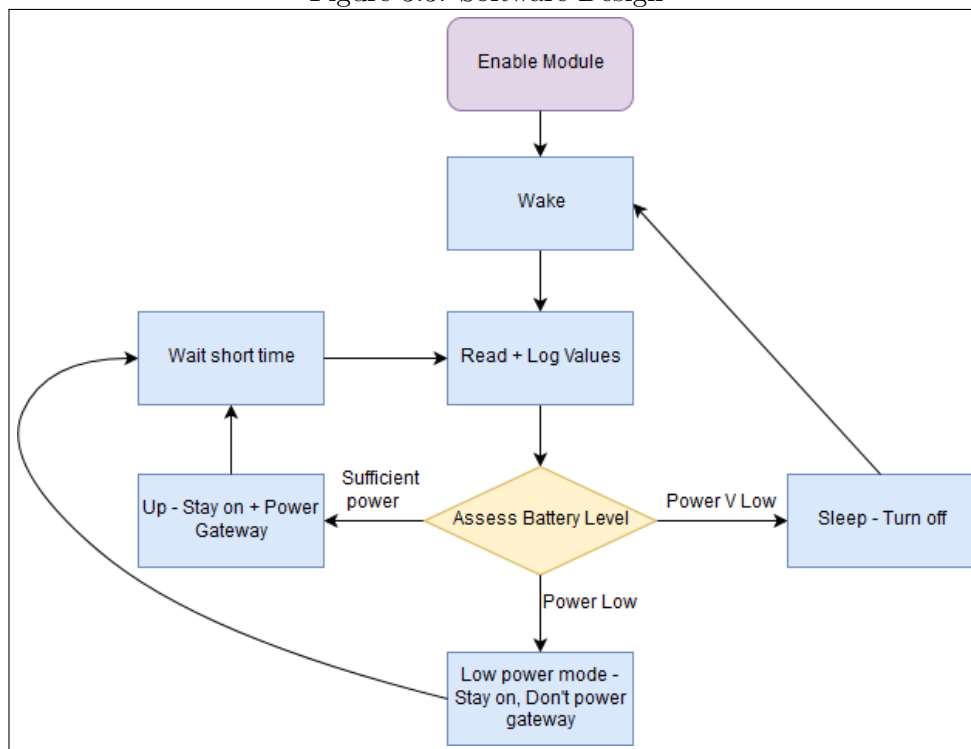 Enable Module
Wake
Wait short time
Read + Log Values
Sufficient
power
Up - Stay on + Power
Gateway
Assess Battery Level
Power V Low
Sleep - Turn off
Power Low
Low power mode -
Stay on, Don't power
gateway